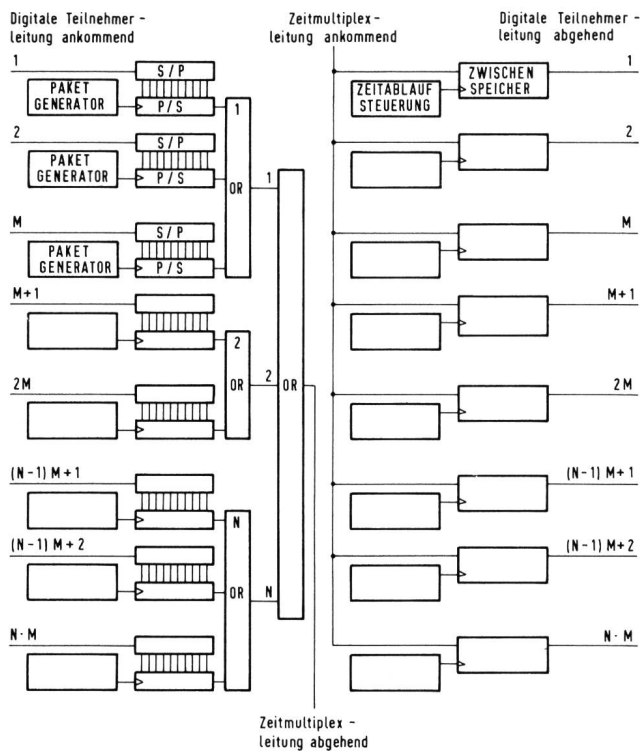 Digitale Teilnehmer -
leitung ankommend
Zeitmultiplex -
leitung ankommend
Digitale Teilnehmer -
leitung abgehend
1
S / P
PAKET
GENERATOR
P / S
2
S / P
PAKET
GENERATOR
P / S
M
S / P
PAKET
GENERATOR
P / S
M+1
2M
(N-1) M+1
(N-1) M+2
N·M
1
OR
2
OR
N
OR
1
2
N
OR
Zeitmultiplex -
leitung abgehend
1
ZWISCHEN
SPEICHER
ZEITABLAUF
STEUERUNG
2
M
M+1
2M
(N-1) M+1
(N-1) M+2
N·M